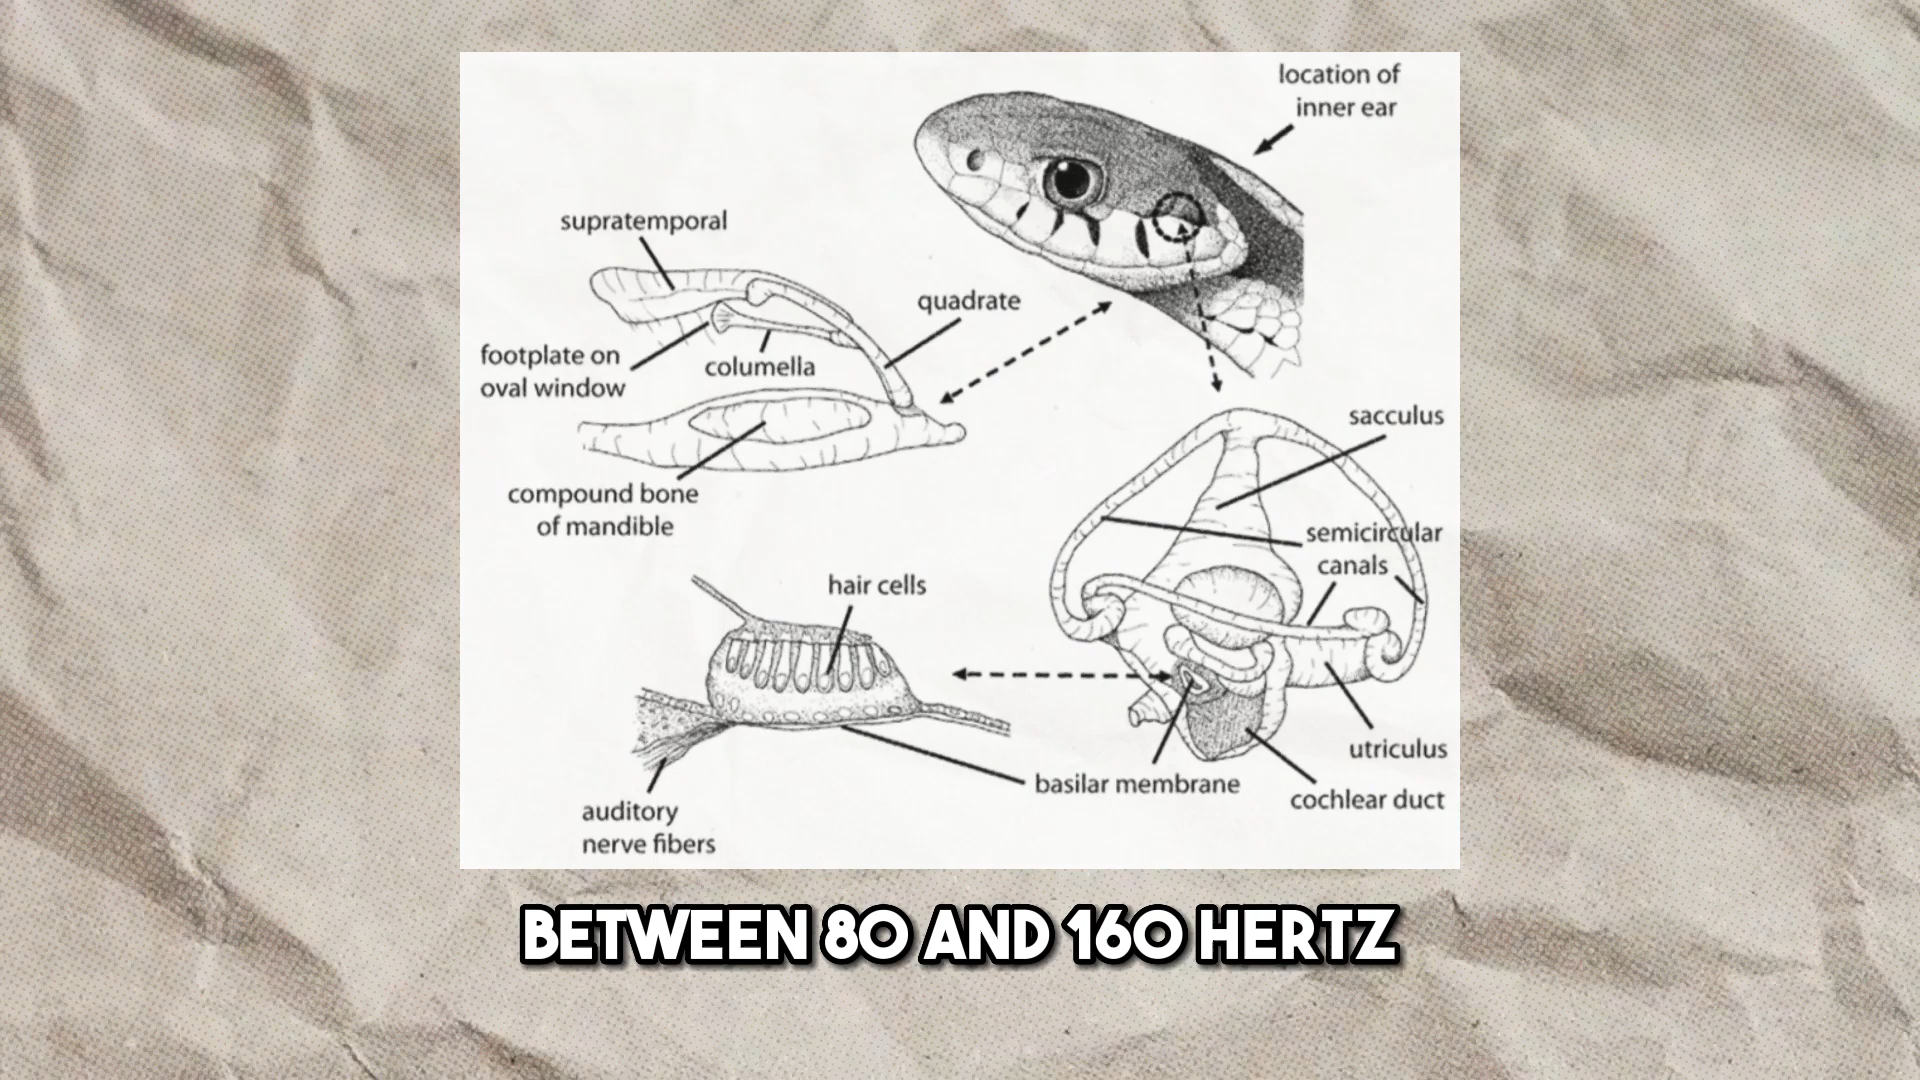 location of
inner ear
supratemporal
quadrate
footplate on
oval window
columella
sacculus
compound bone
of mandible
semicircular
canals
hair cells
utriculus
basilar membrane
cochlear duct
auditory
nerve fibers
BETWEEN 80 AND 160 HERTZ